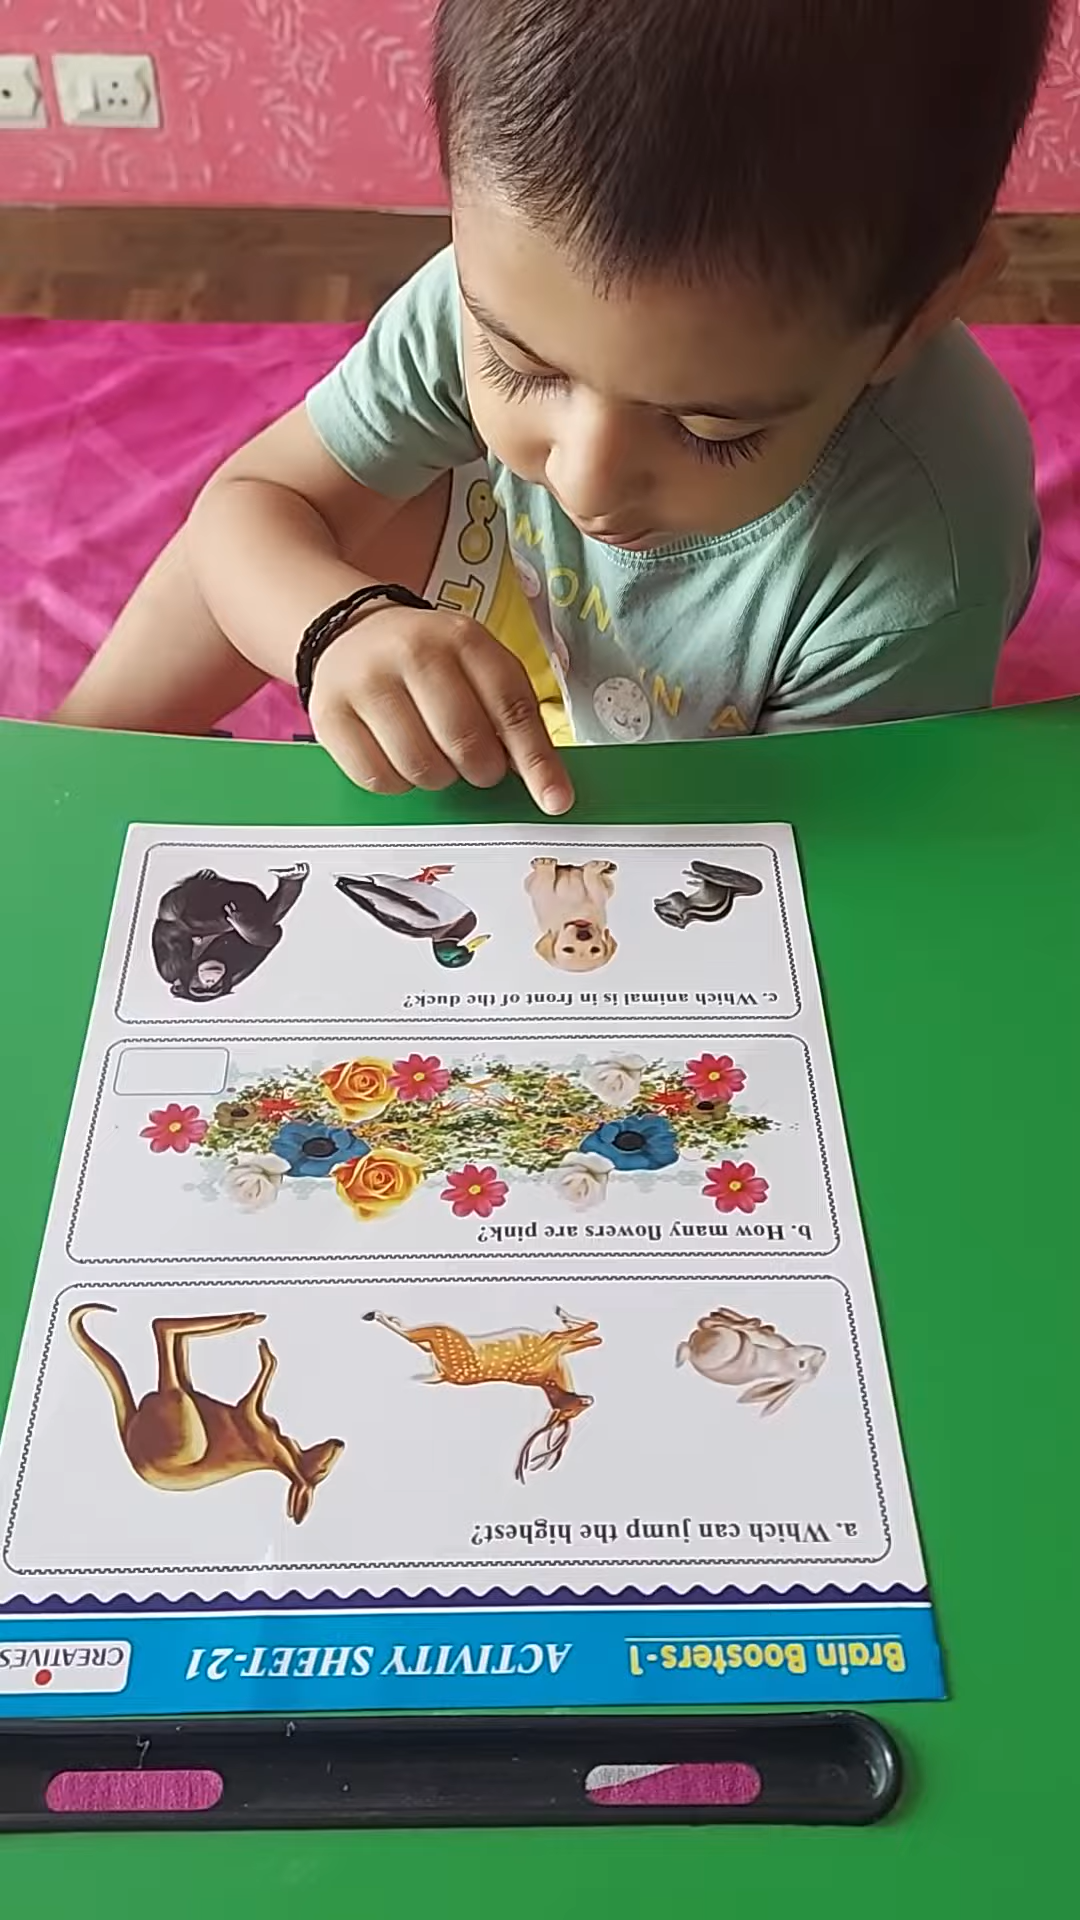 Brain Boosters-1
ACTIVITY SHEET-21
CREATIVES
a. Which can jump the highest?
b. How many flowers are pink?
c. Which animal is in front of the duck?